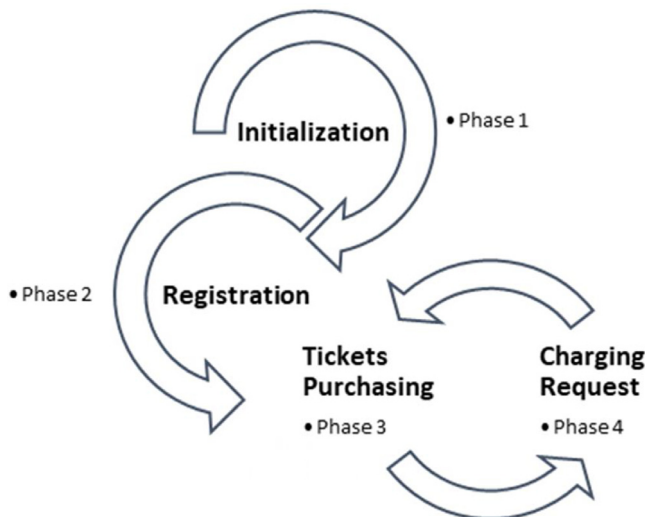 Initialization
• Phase 1
• Phase 2
Registration
Tickets
Purchasing
• Phase 3
Charging
Request
• Phase 4